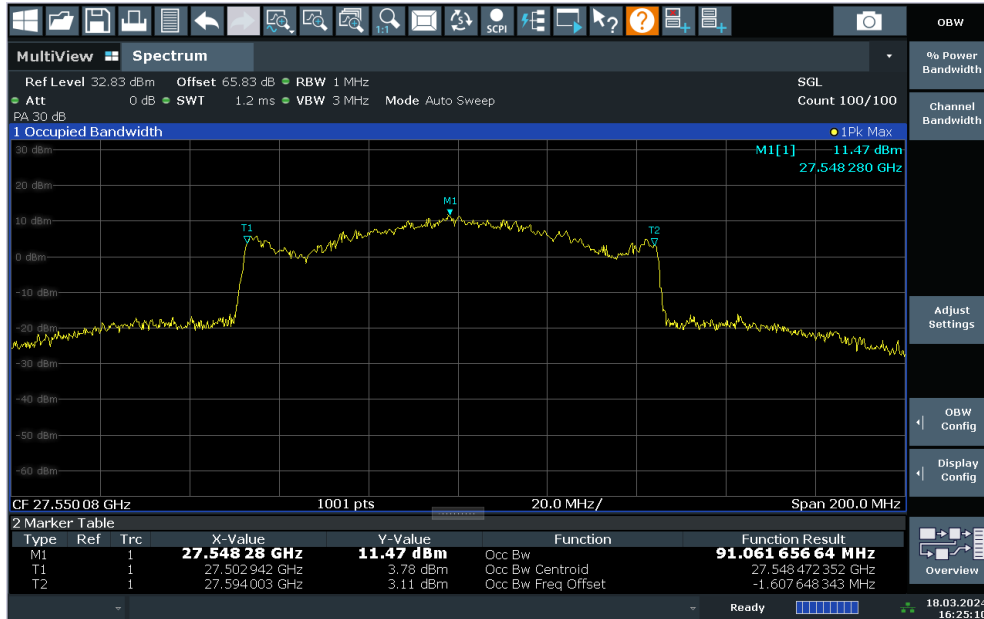 1:1 SCPI ? ? OBW
MultiView Spectrum
% Power Bandwidth
Ref Level 32.83 dBm Offset 65.83 dB RBW 1 MHz SGL
Att 0 dB SWT 1.2 ms VBW 3 MHz Mode Auto Sweep Count 100/100
PA 30 dB
Channel Bandwidth
1 Occupied Bandwidth 1Pk Max
30 dBm
M1[1] 11.47 dBm
27.548 280 GHz
20 dBm
M1
10 dBm
T1
T2
0 dBm
-10 dBm
-20 dBm
Adjust Settings
-30 dBm
-40 dBm
OBW Config
-50 dBm
-60 dBm
Display Config
CF 27.550 08 GHz 1001 pts 20.0 MHz/ Span 200.0 MHz
2 Marker Table
Type Ref Trc X-Value Y-Value Function Function Result
M1 1 27.548 28 GHz 11.47 dBm Occ Bw 91.061 656 64 MHz
T1 1 27.502 942 GHz 3.78 dBm Occ Bw Centroid 27.548 472 352 GHz
T2 1 27.594 003 GHz 3.11 dBm Occ Bw Freq Offset -1.607 648 343 MHz
Overview
Ready
18.03.2024
16:25:10